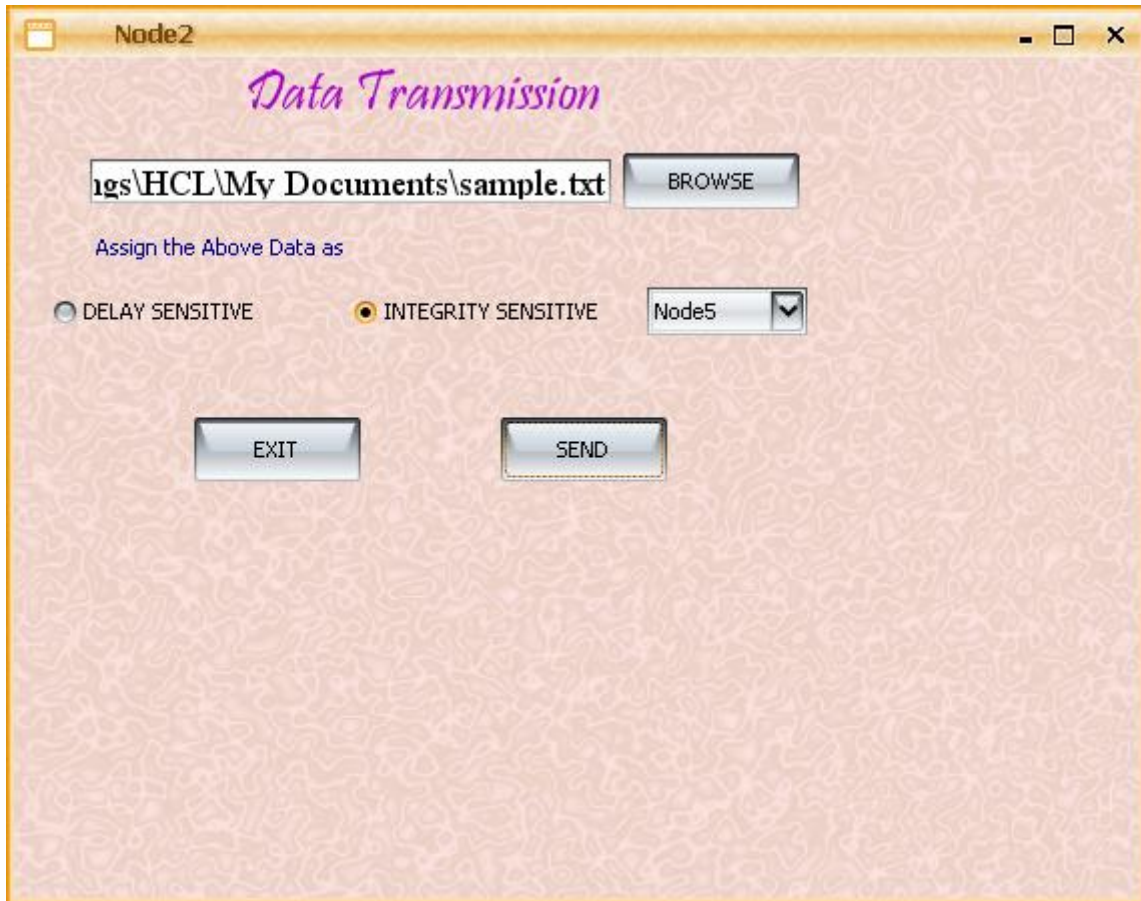 Node2
Data Transmission
ngs\HCL\My Documents\sample.txt
BROWSE
Assign the Above Data as
DELAY SENSITIVE
INTEGRITY SENSITIVE
Node5
EXIT
SEND